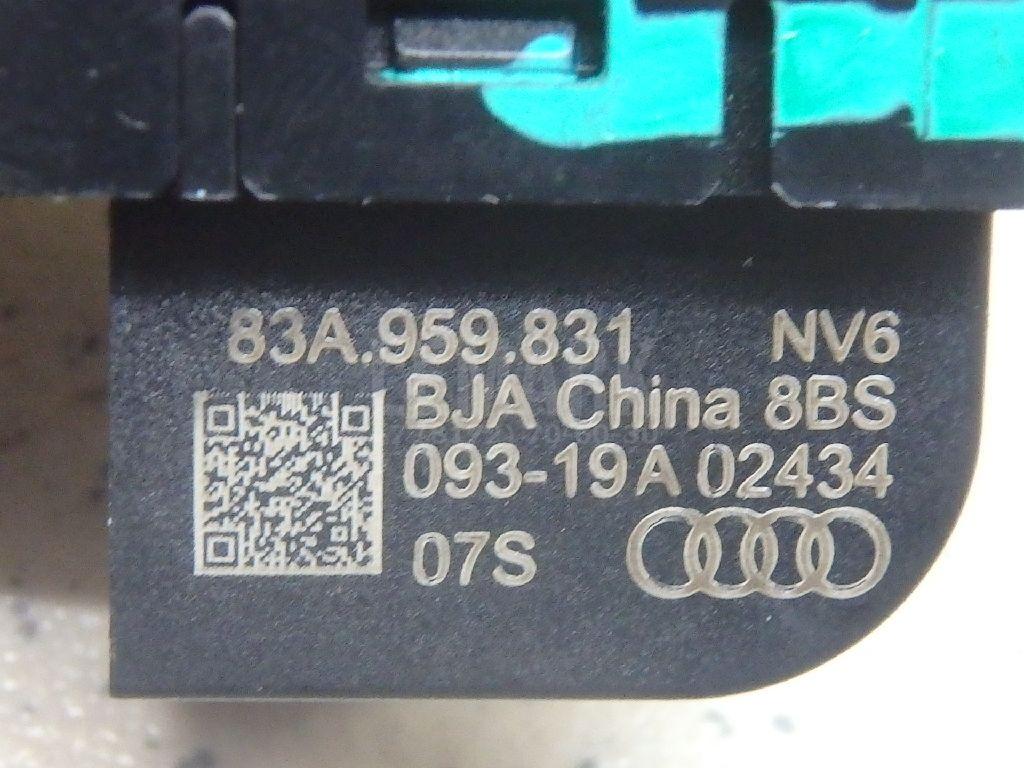 83A.959.831 NV6
BJA China 8BS
093-19A 02434
07S